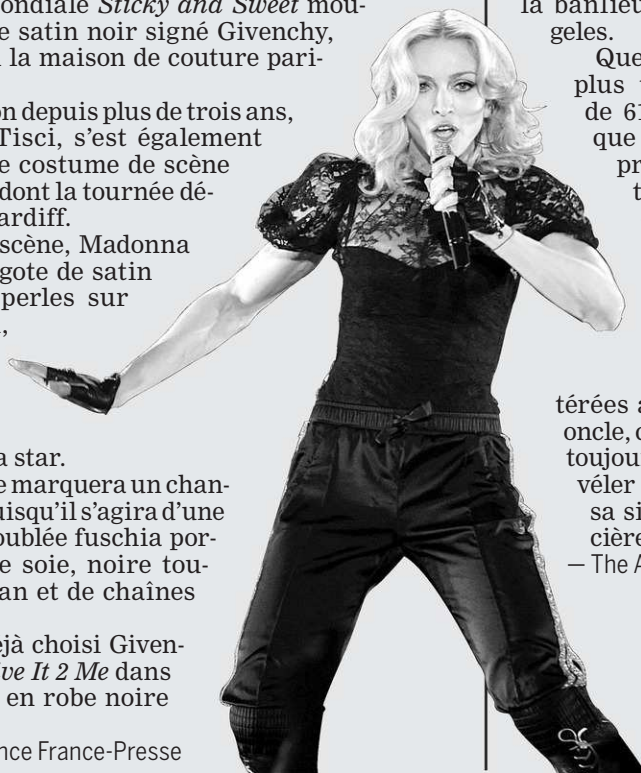 ondiale Sticky and Sweet mou-
e satin noir signé Givenchy,
la maison de couture pari-
on depuis plus de trois ans,
Tisci, s'est également
e costume de scène
dont la tournée dé-
ardiff.
scène, Madonna
gote de satin
perles sur
,
a star.
e marquera un chan-
uisqu'il s'agira d'une
oublée fuschia por-
e soie, noire tou-
an et de chaînes
ejà choisi Given-
ive It 2 Me dans
en robe noire
nce France-Presse
la banlieu
geles.
Que
plus
de 61
que
pr
t
térées a
oncle, c
toujou
véler
sa si
cière
— The A